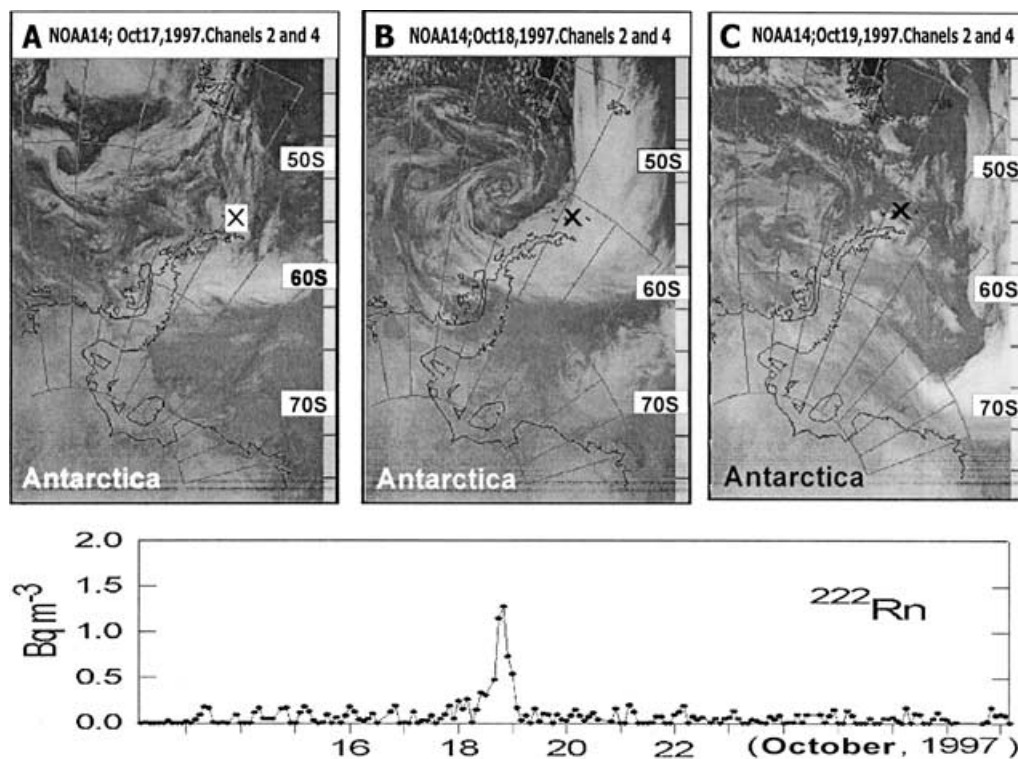 A NOAA14; Oct17,1997.Chanels 2 and 4
50S
60S
70S
Antarctica
B NOAA14;Oct18,1997.Chanels 2 and 4
50S
60S
70S
Antarctica
C NOAA14;Oct19,1997.Chanels 2 and 4
50S
60S
70S
Antarctica
Bq m-3
2.0
1.5
1.0
0.5
0.0
222Rn
16 18 20 22 (October, 1997)